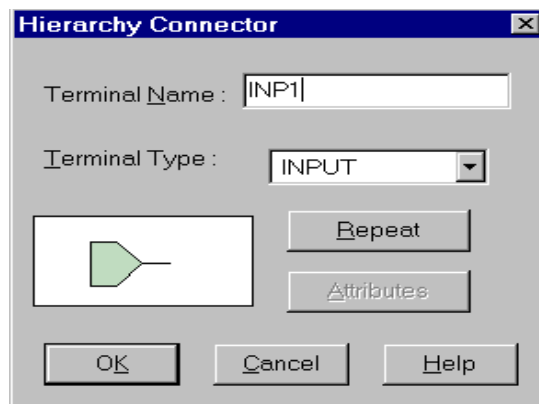 Hierarchy Connector
Terminal Name :
INP1
Terminal Type :
INPUT
Repeat
Attributes
OK
Cancel
Help